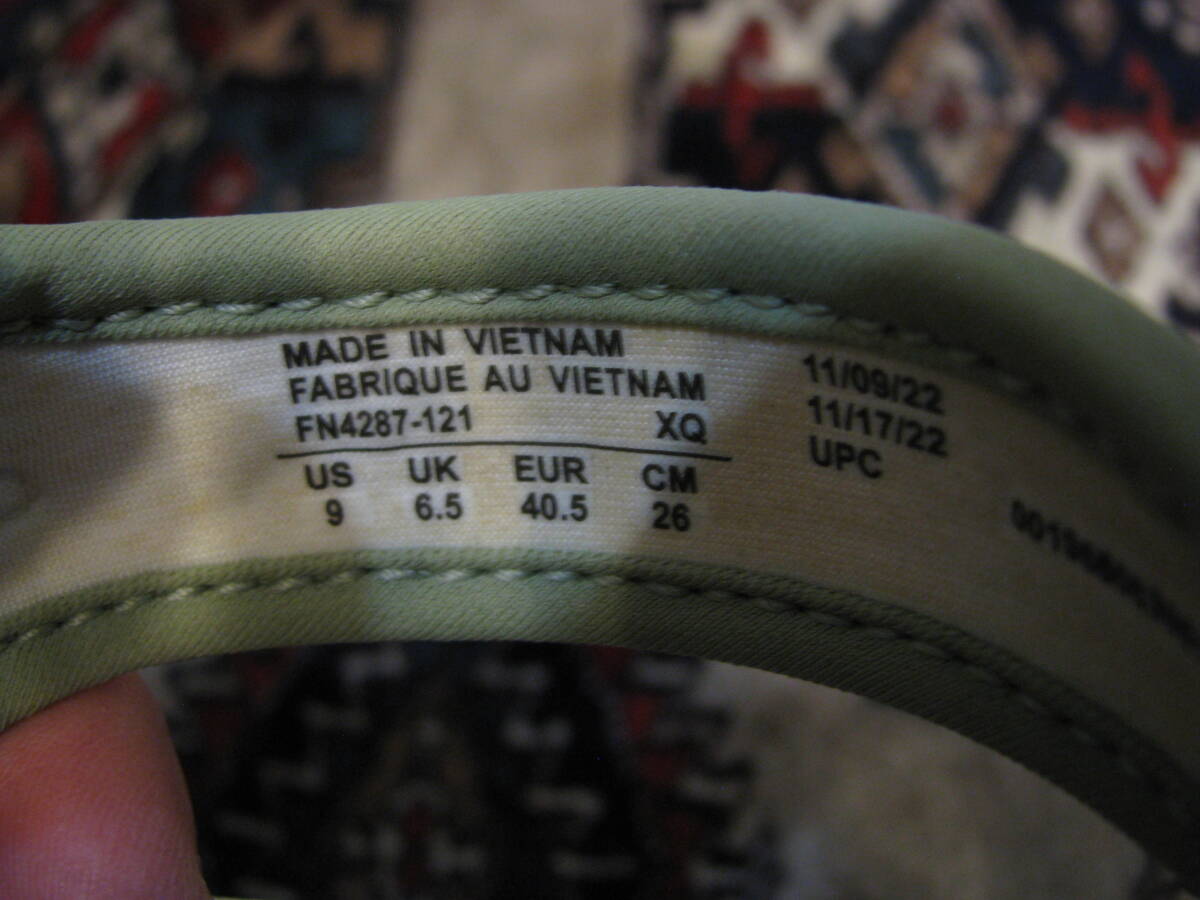 MADE IN VIETNAM
FABRIQUE AU VIETNAM
FN4287-121 XQ
US UK EUR CM
9 6.5 40.5 26
11/09/22
11/17/22
UPC